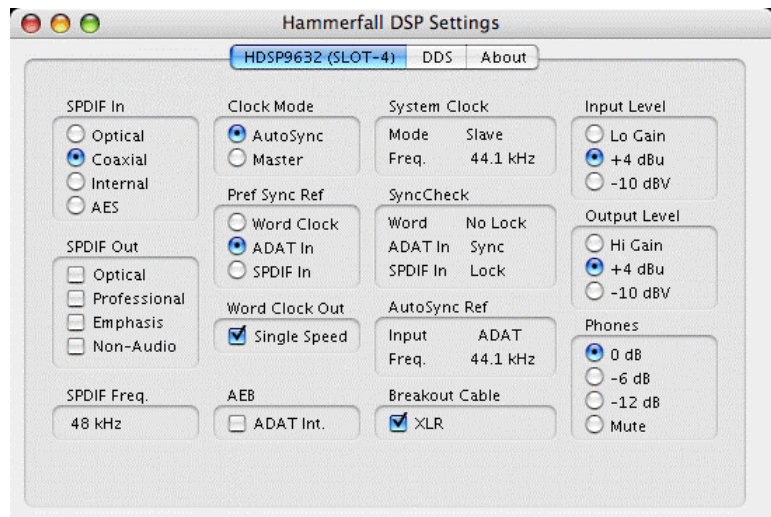 Hammerfall DSP Settings
HDSP9632 (SLOT-4) DDS About
SPDIF In
Optical
Coaxial
Internal
AES
SPDIF Out
Optical
Professional
Emphasis
Non-Audio
SPDIF Freq.
48 kHz
Clock Mode
AutoSync
Master
Pref Sync Ref
Word Clock
ADAT In
SPDIF In
Word Clock Out
Single Speed
AEB
ADAT Int.
System Clock
Mode Slave
Freq. 44.1 kHz
SyncCheck
Word No Lock
ADAT In Sync
SPDIF In Lock
AutoSync Ref
Input ADAT
Freq. 44.1 kHz
Breakout Cable
XLR
Input Level
Lo Gain
+4 dBu
-10 dBV
Output Level
Hi Gain
+4 dBu
-10 dBV
Phones
0 dB
-6 dB
-12 dB
Mute